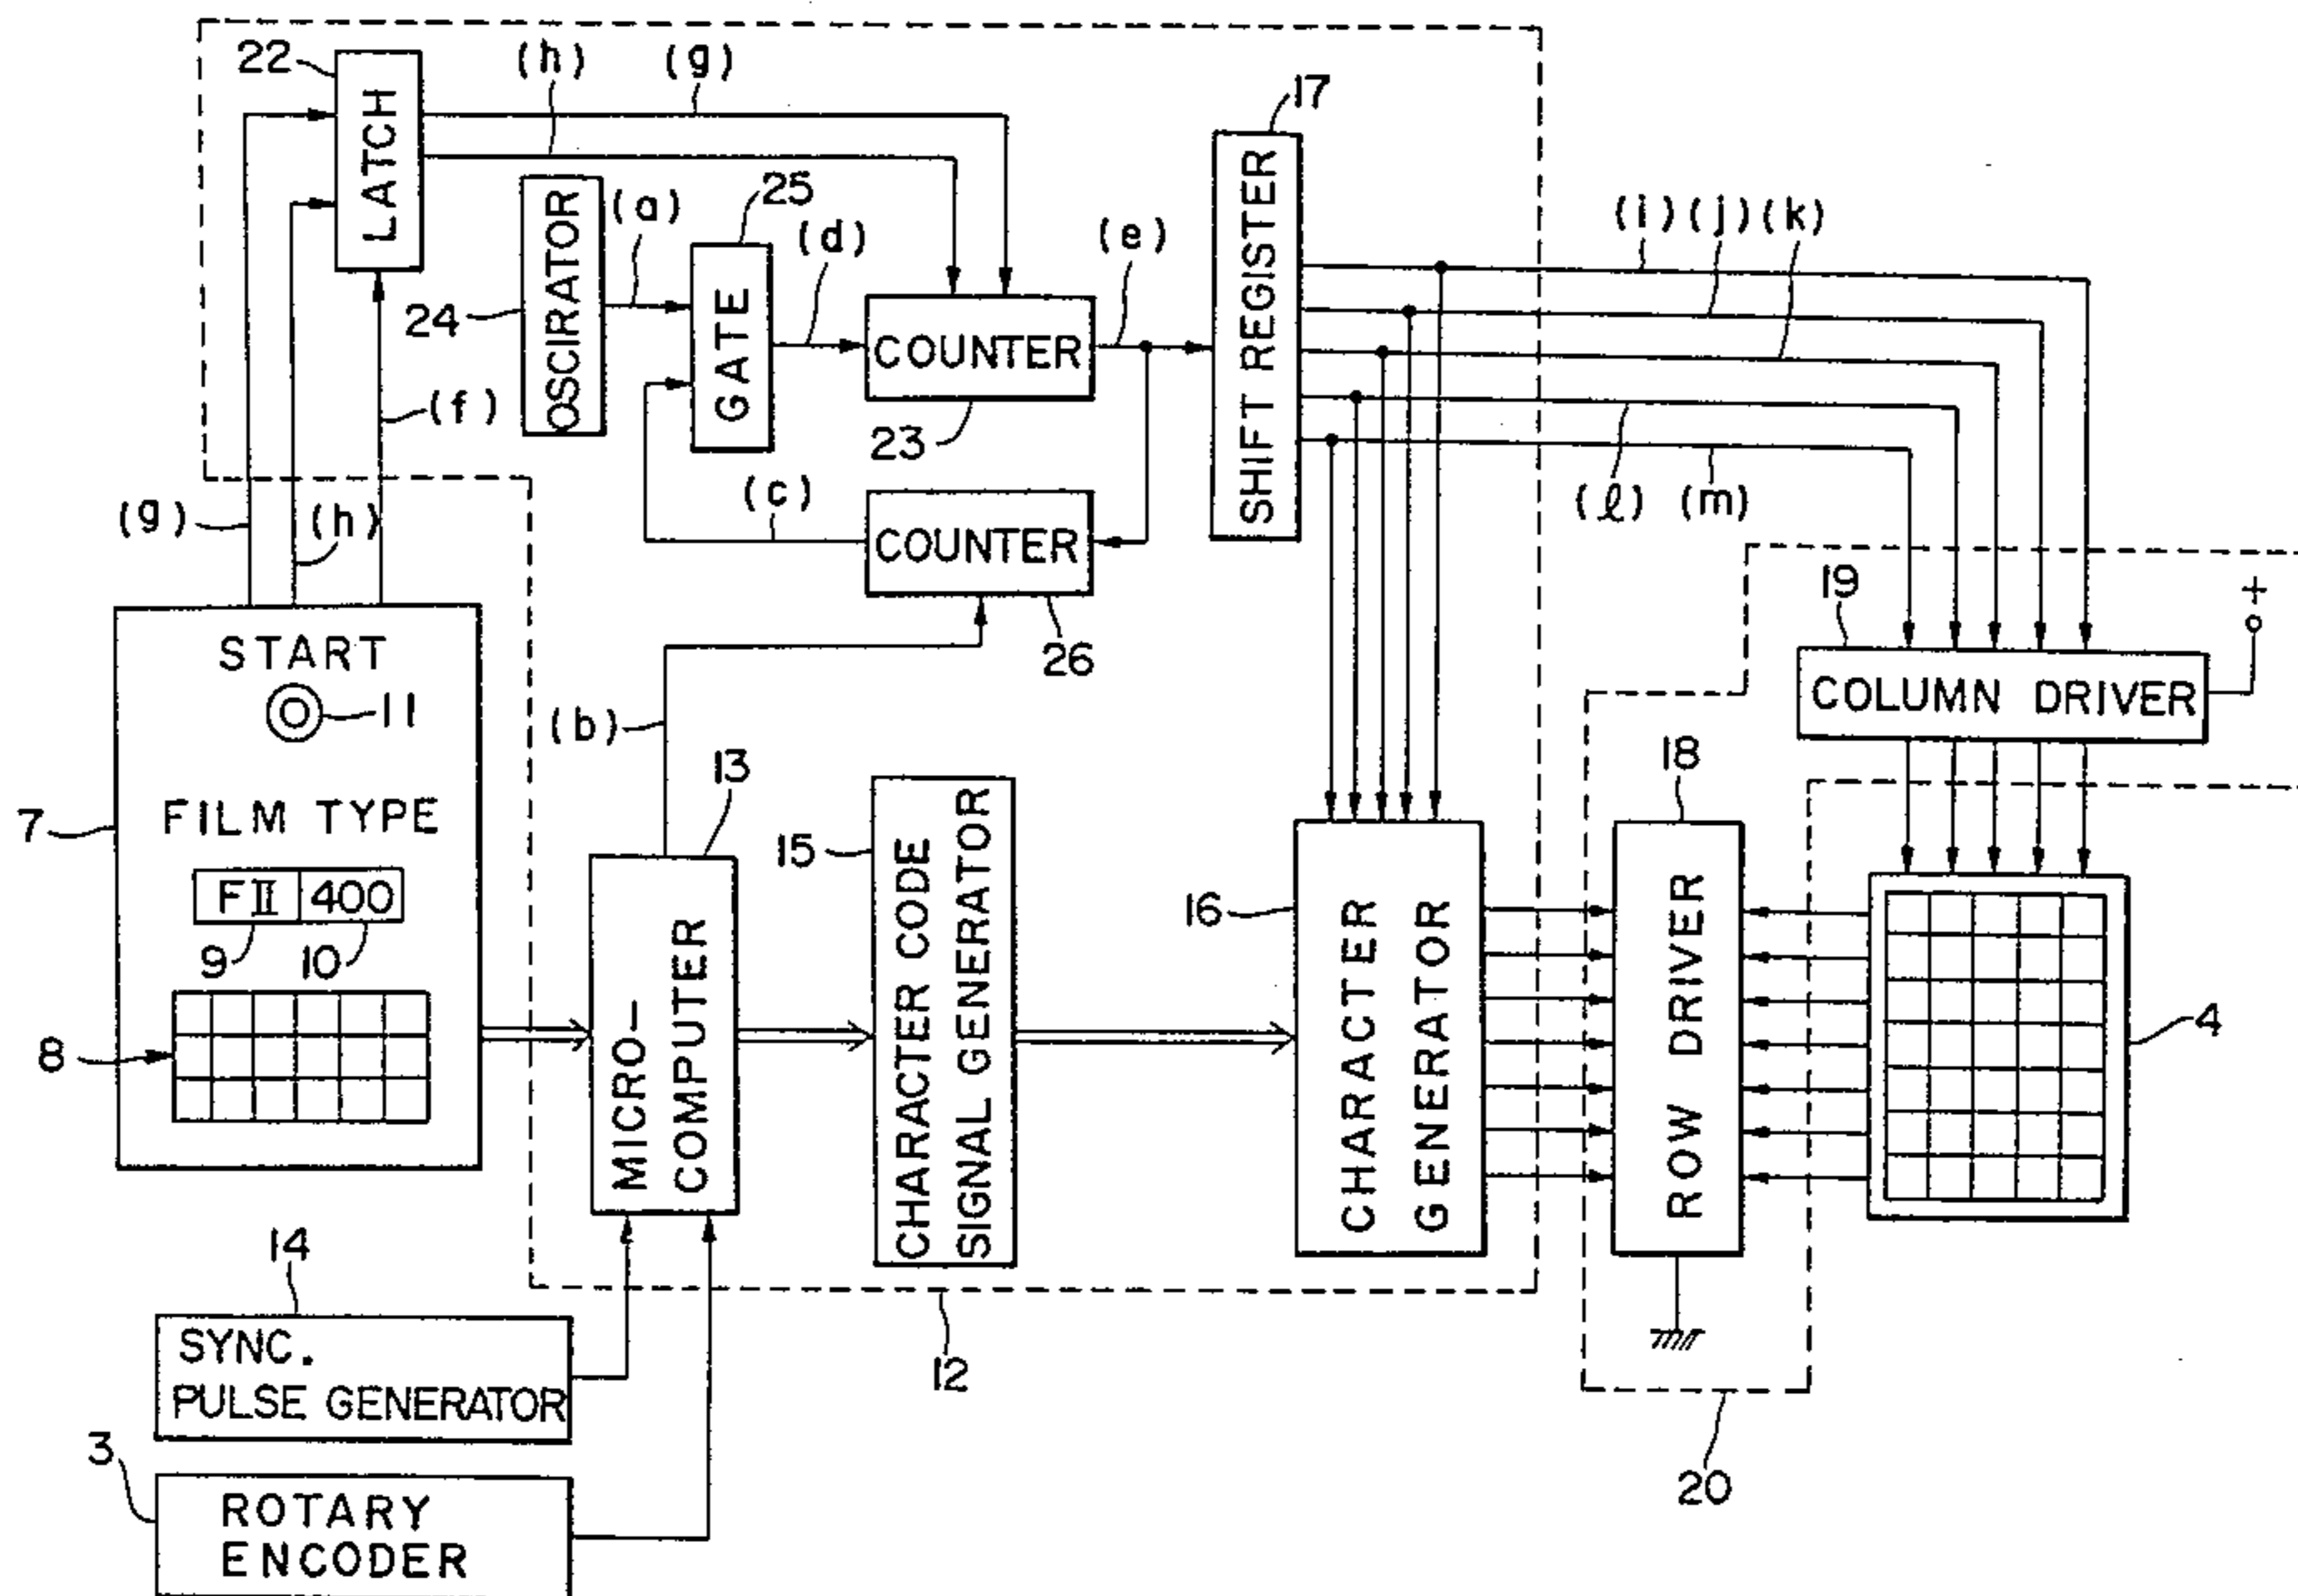 22
LATCH
(h)
(g)
17
SHIFT REGISTER
OSCIRATOR
(a)
25
GATE
(d)
(e)
(i) (j) (k)
24
COUNTER
23
(f)
(l) (m)
(g)
(h)
(c)
COUNTER
26
19
+
COLUMN DRIVER
START
11
(b)
13
18
7
FILM TYPE
FII 400
9 10
8
MICRO-
COMPUTER
15
CHARACTER CODE
SIGNAL GENERATOR
16
CHARACTER
GENERATOR
ROW DRIVER
4
14
SYNC.
PULSE GENERATOR
12
20
3
ROTARY
ENCODER